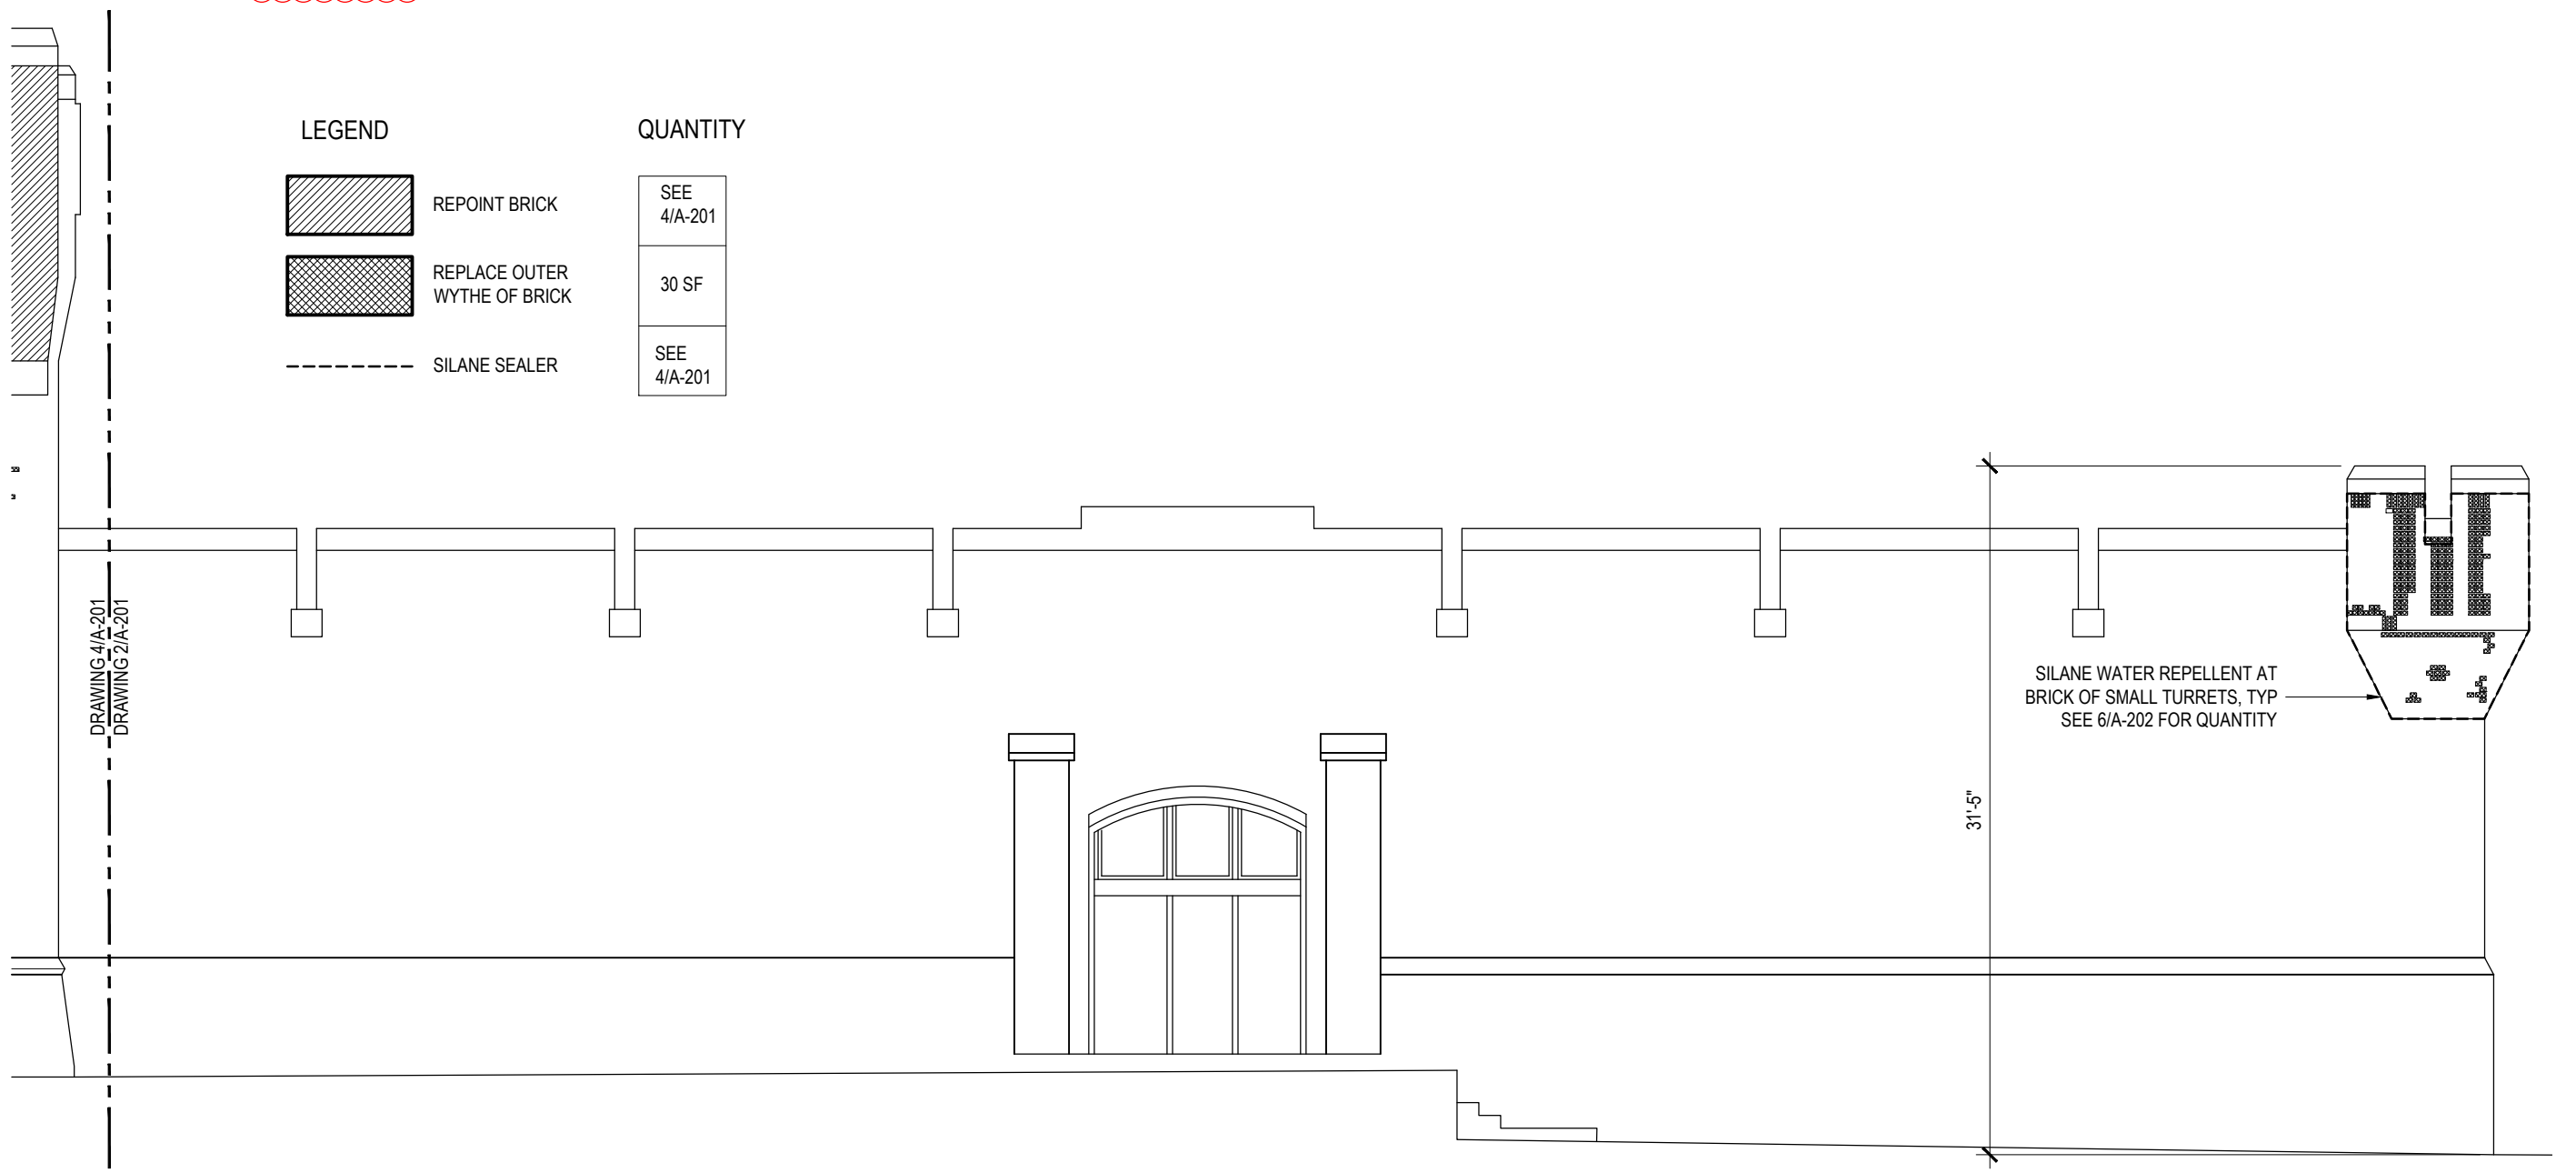 LEGEND
QUANTITY
REPOINT BRICK
SEE
4/A-201
REPLACE OUTER
WYTHE OF BRICK
30 SF
SILANE SEALER
SEE
4/A-201
DRAWING 4/A-201
DRAWING 2/A-201
SILANE WATER REPELLENT AT
BRICK OF SMALL TURRETS, TYP
SEE 6/A-202 FOR QUANTITY
31'-5"